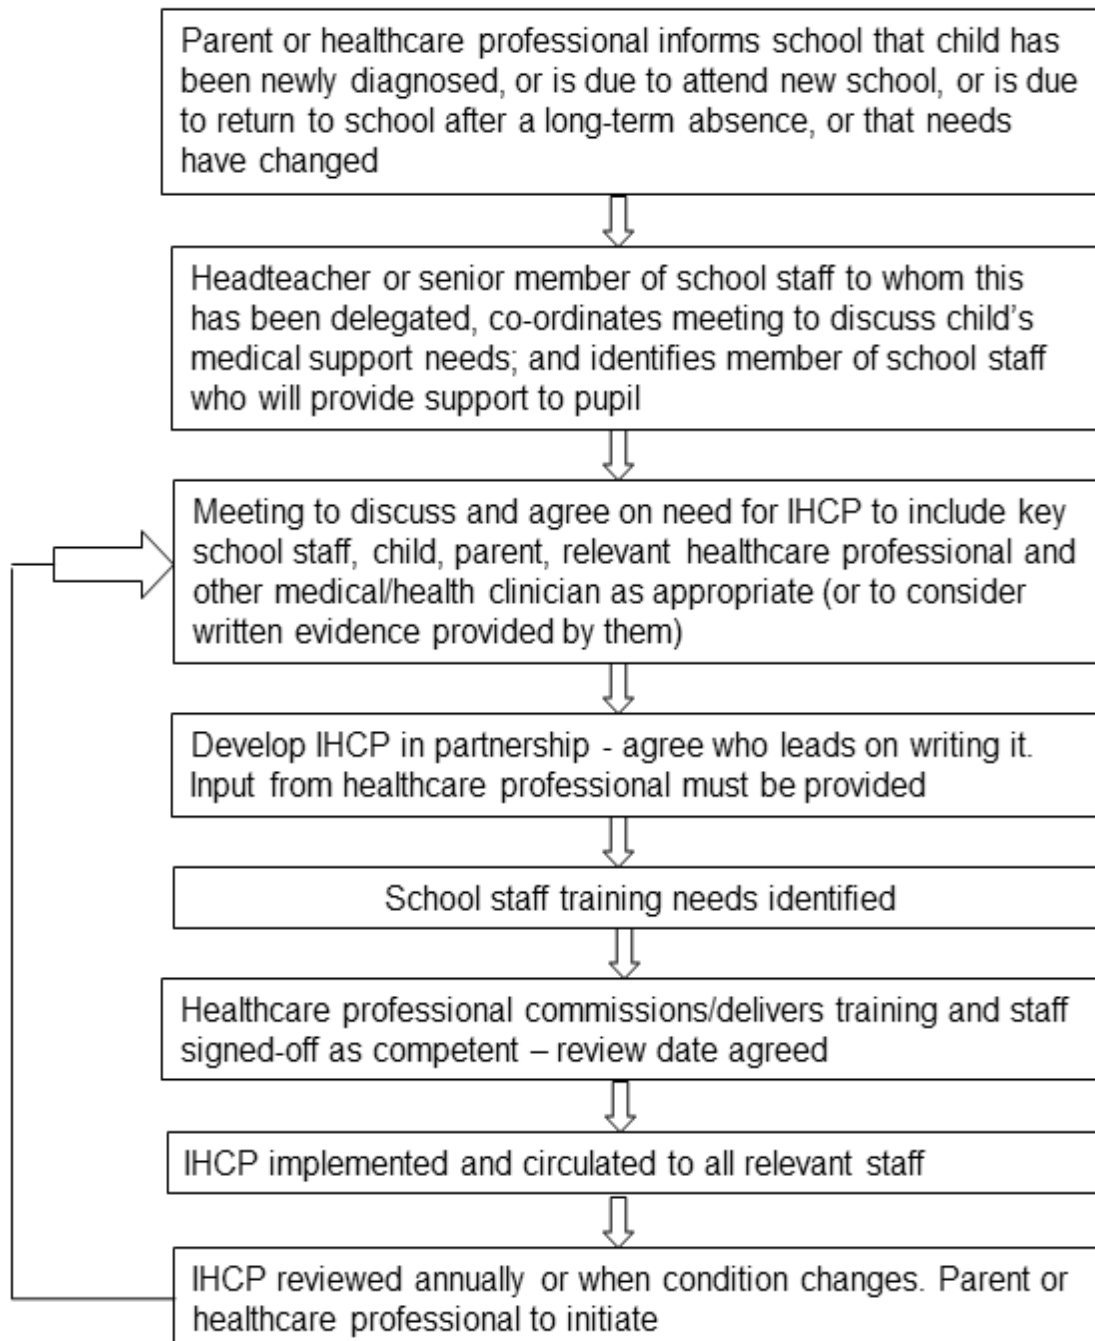 Parent or healthcare professional informs school that child has
been newly diagnosed, or is due to attend new school, or is due
to return to school after a long-term absence, or that needs
have changed
Headteacher or senior member of school staff to whom this
has been delegated, co-ordinates meeting to discuss child's
medical support needs; and identifies member of school staff
who will provide support to pupil
Meeting to discuss and agree on need for IHCP to include key
school staff, child, parent, relevant healthcare professional and
other medical/health clinician as appropriate (or to consider
written evidence provided by them)
Develop IHCP in partnership - agree who leads on writing it.
Input from healthcare professional must be provided
School staff training needs identified
Healthcare professional commissions/delivers training and staff
signed-off as competent – review date agreed
IHCP implemented and circulated to all relevant staff
IHCP reviewed annually or when condition changes. Parent or
healthcare professional to initiate